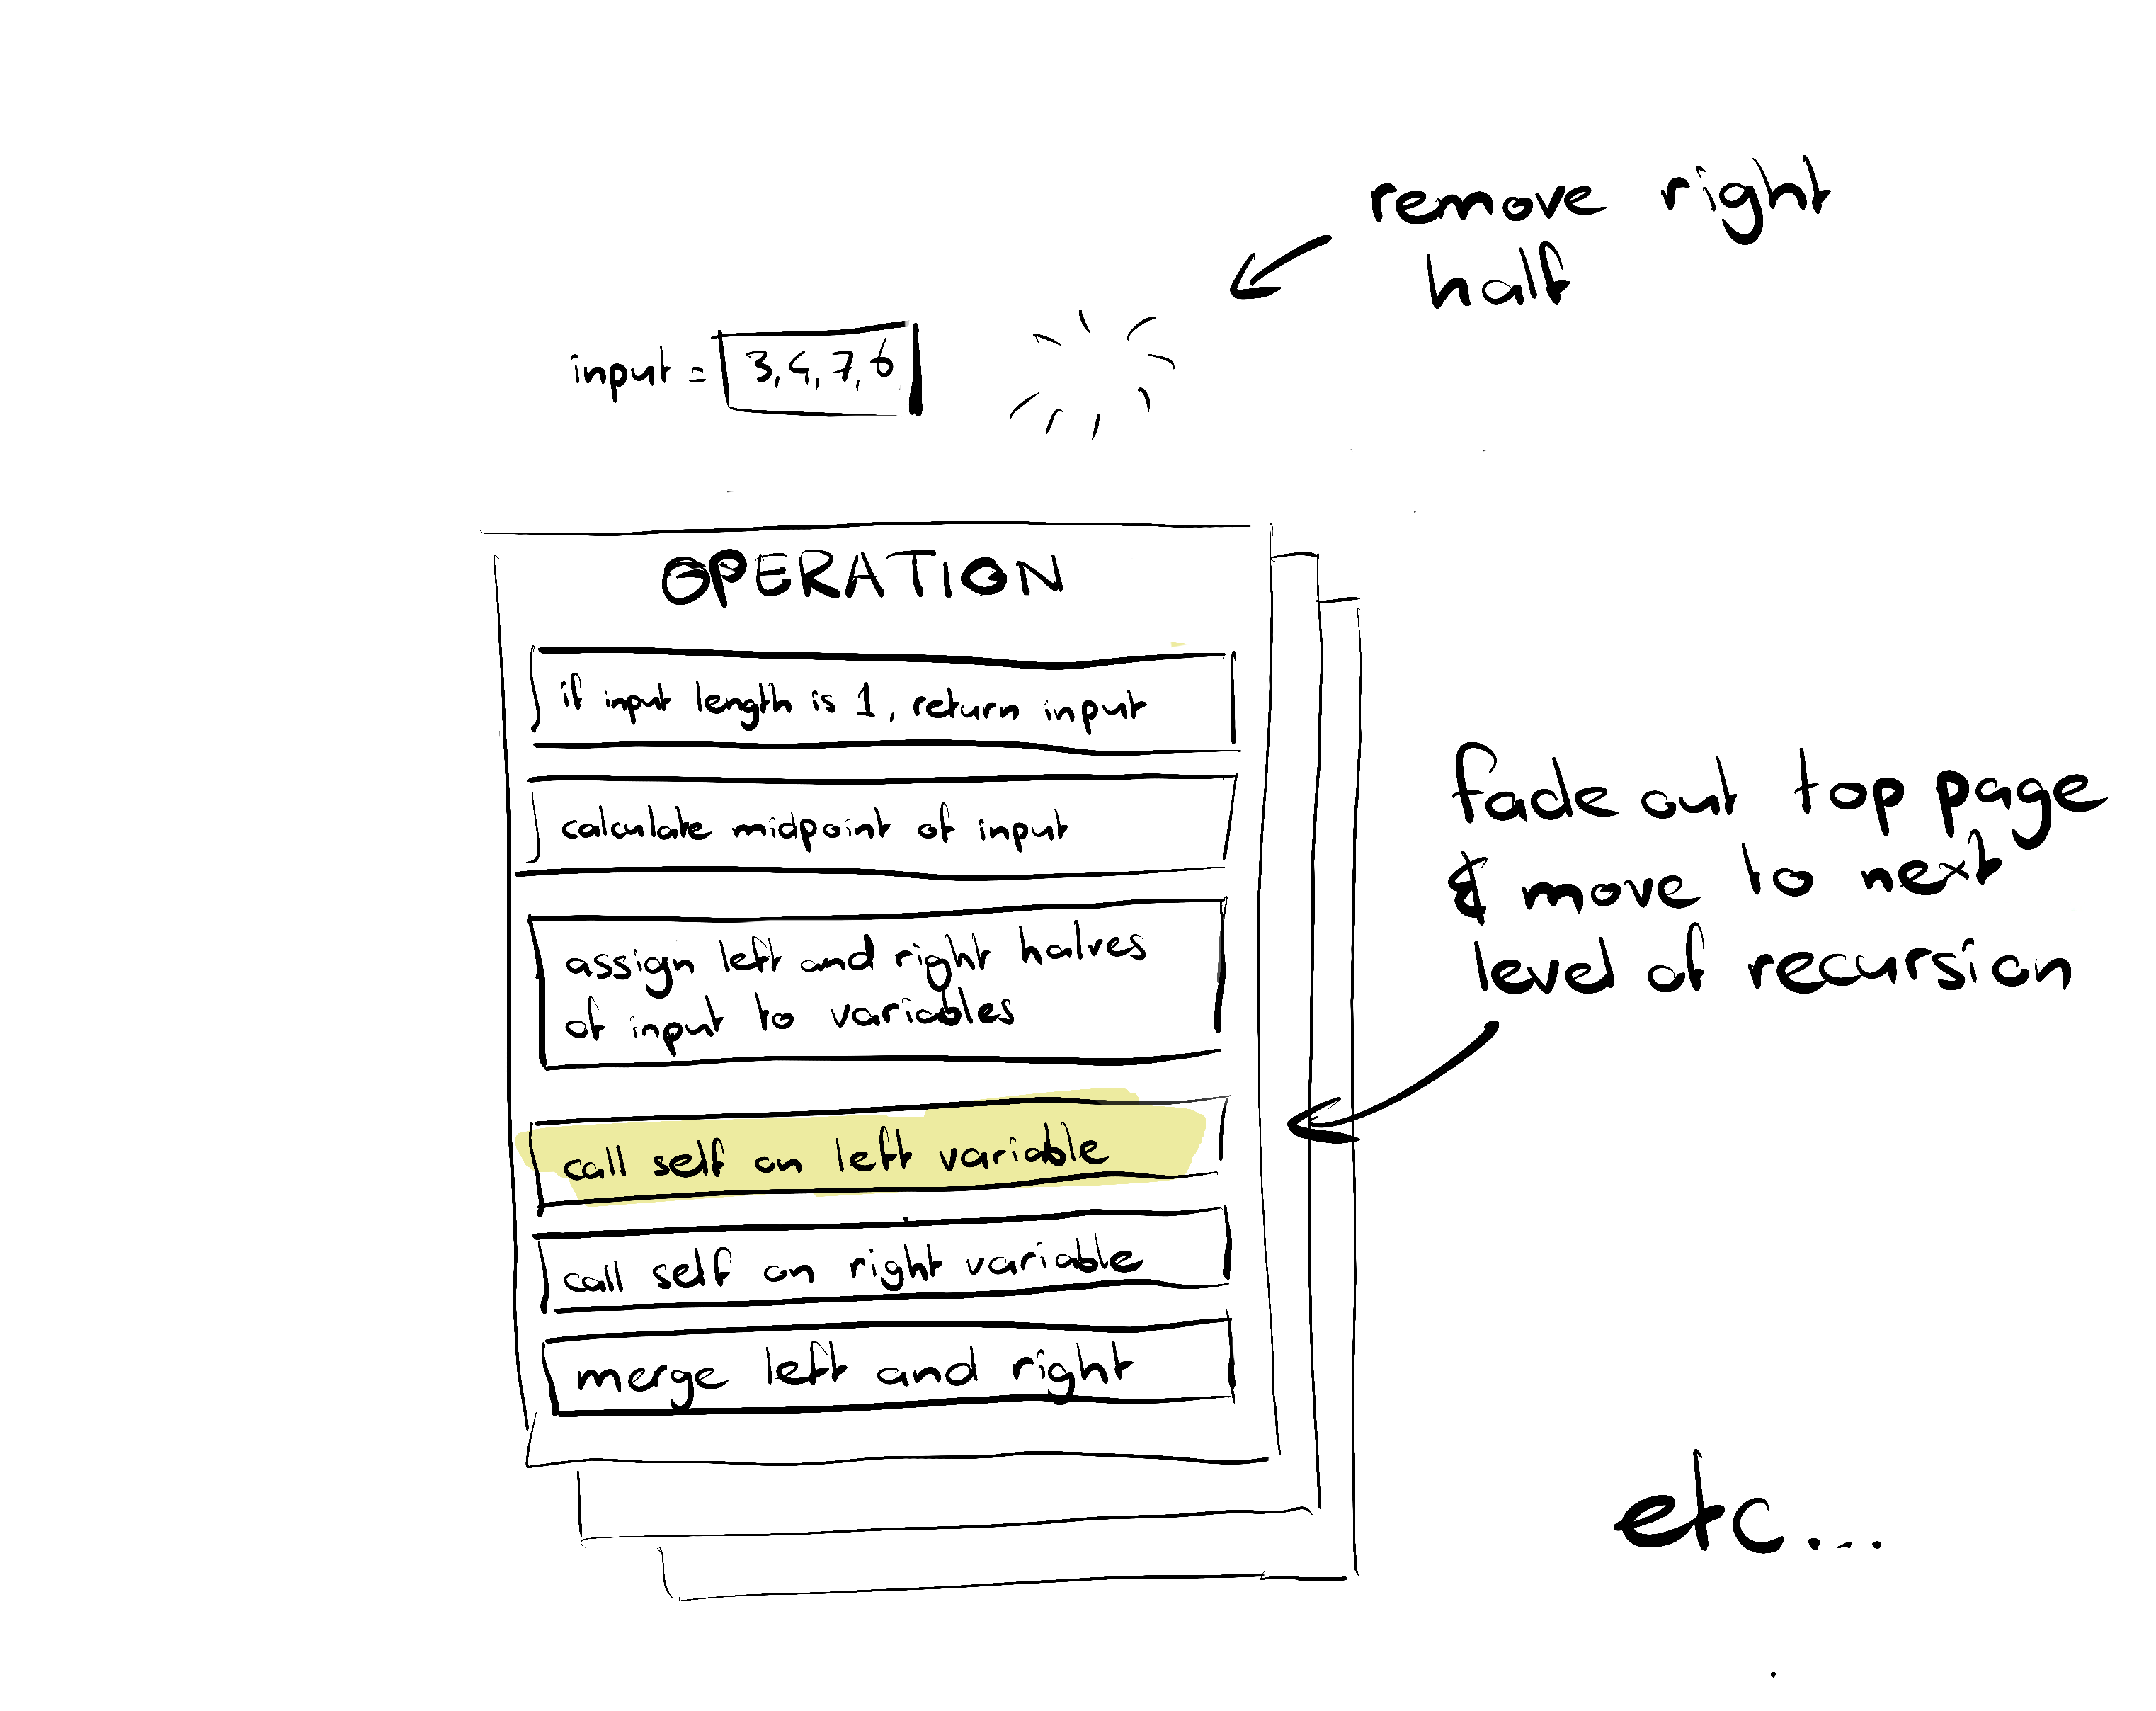 remove right
half
input = 3,4,7,6
OPERATION
if input length is 1, return input
calculate midpoint of input
assign left and right halves
of input to variables
call self on left variable
call self on right variable
merge left and right
fade out top page
& move to next
level of recursion
etc...